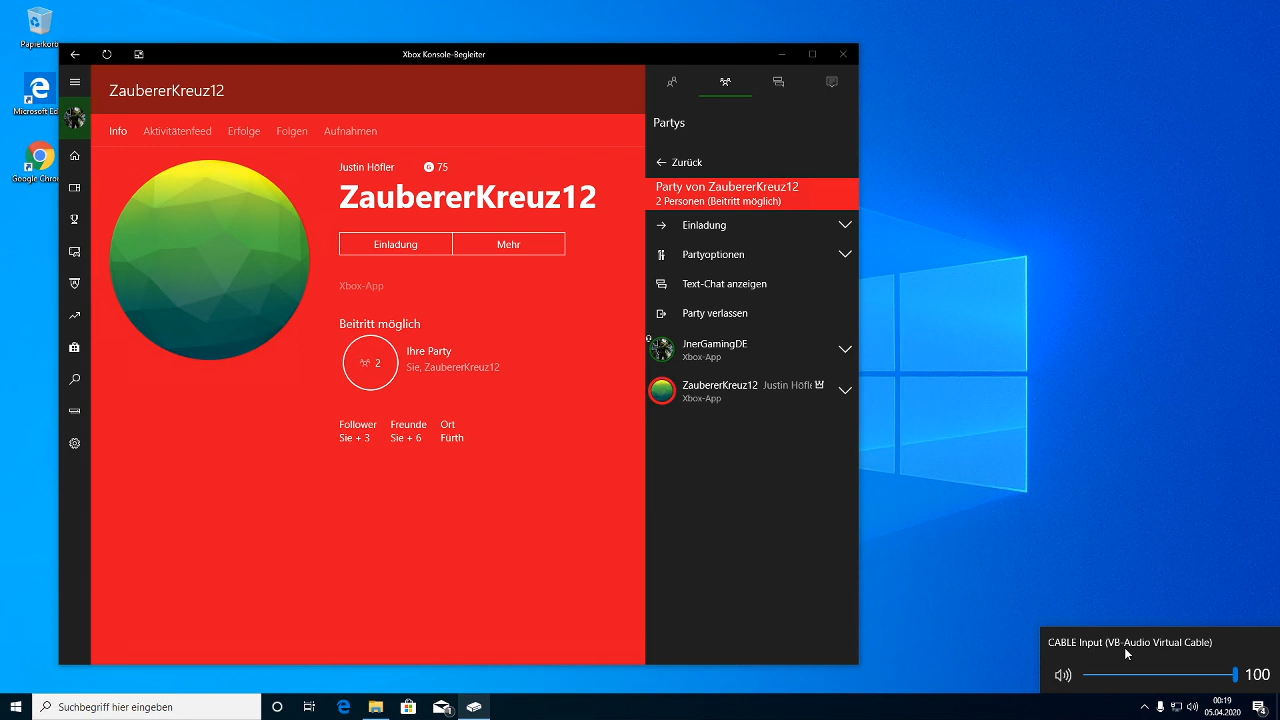 Papierkorb
Microsoft Ed
Google Chro
Xbox Konsole-Begleiter
ZaubererKreuz12
Info Aktivitätenfeed Erfolge Folgen Aufnahmen
Justin Höfler G 75
ZaubererKreuz12
Einladung Mehr
Xbox-App
Beitritt möglich
2
Ihre Party
Sie, ZaubererKreuz12
Follower Freunde Ort
Sie + 3 Sie + 6 Fürth
Partys
Zurück
Party von ZaubererKreuz12
2 Personen (Beitritt möglich)
Einladung
Partyoptionen
Text-Chat anzeigen
Party verlassen
JnerGamingDE
Xbox-App
ZaubererKreuz12 Justin Höfle
Xbox-App
CABLE Input (VB-Audio Virtual Cable)
100
Suchbegriff hier eingeben
1
00:19
05.04.2020